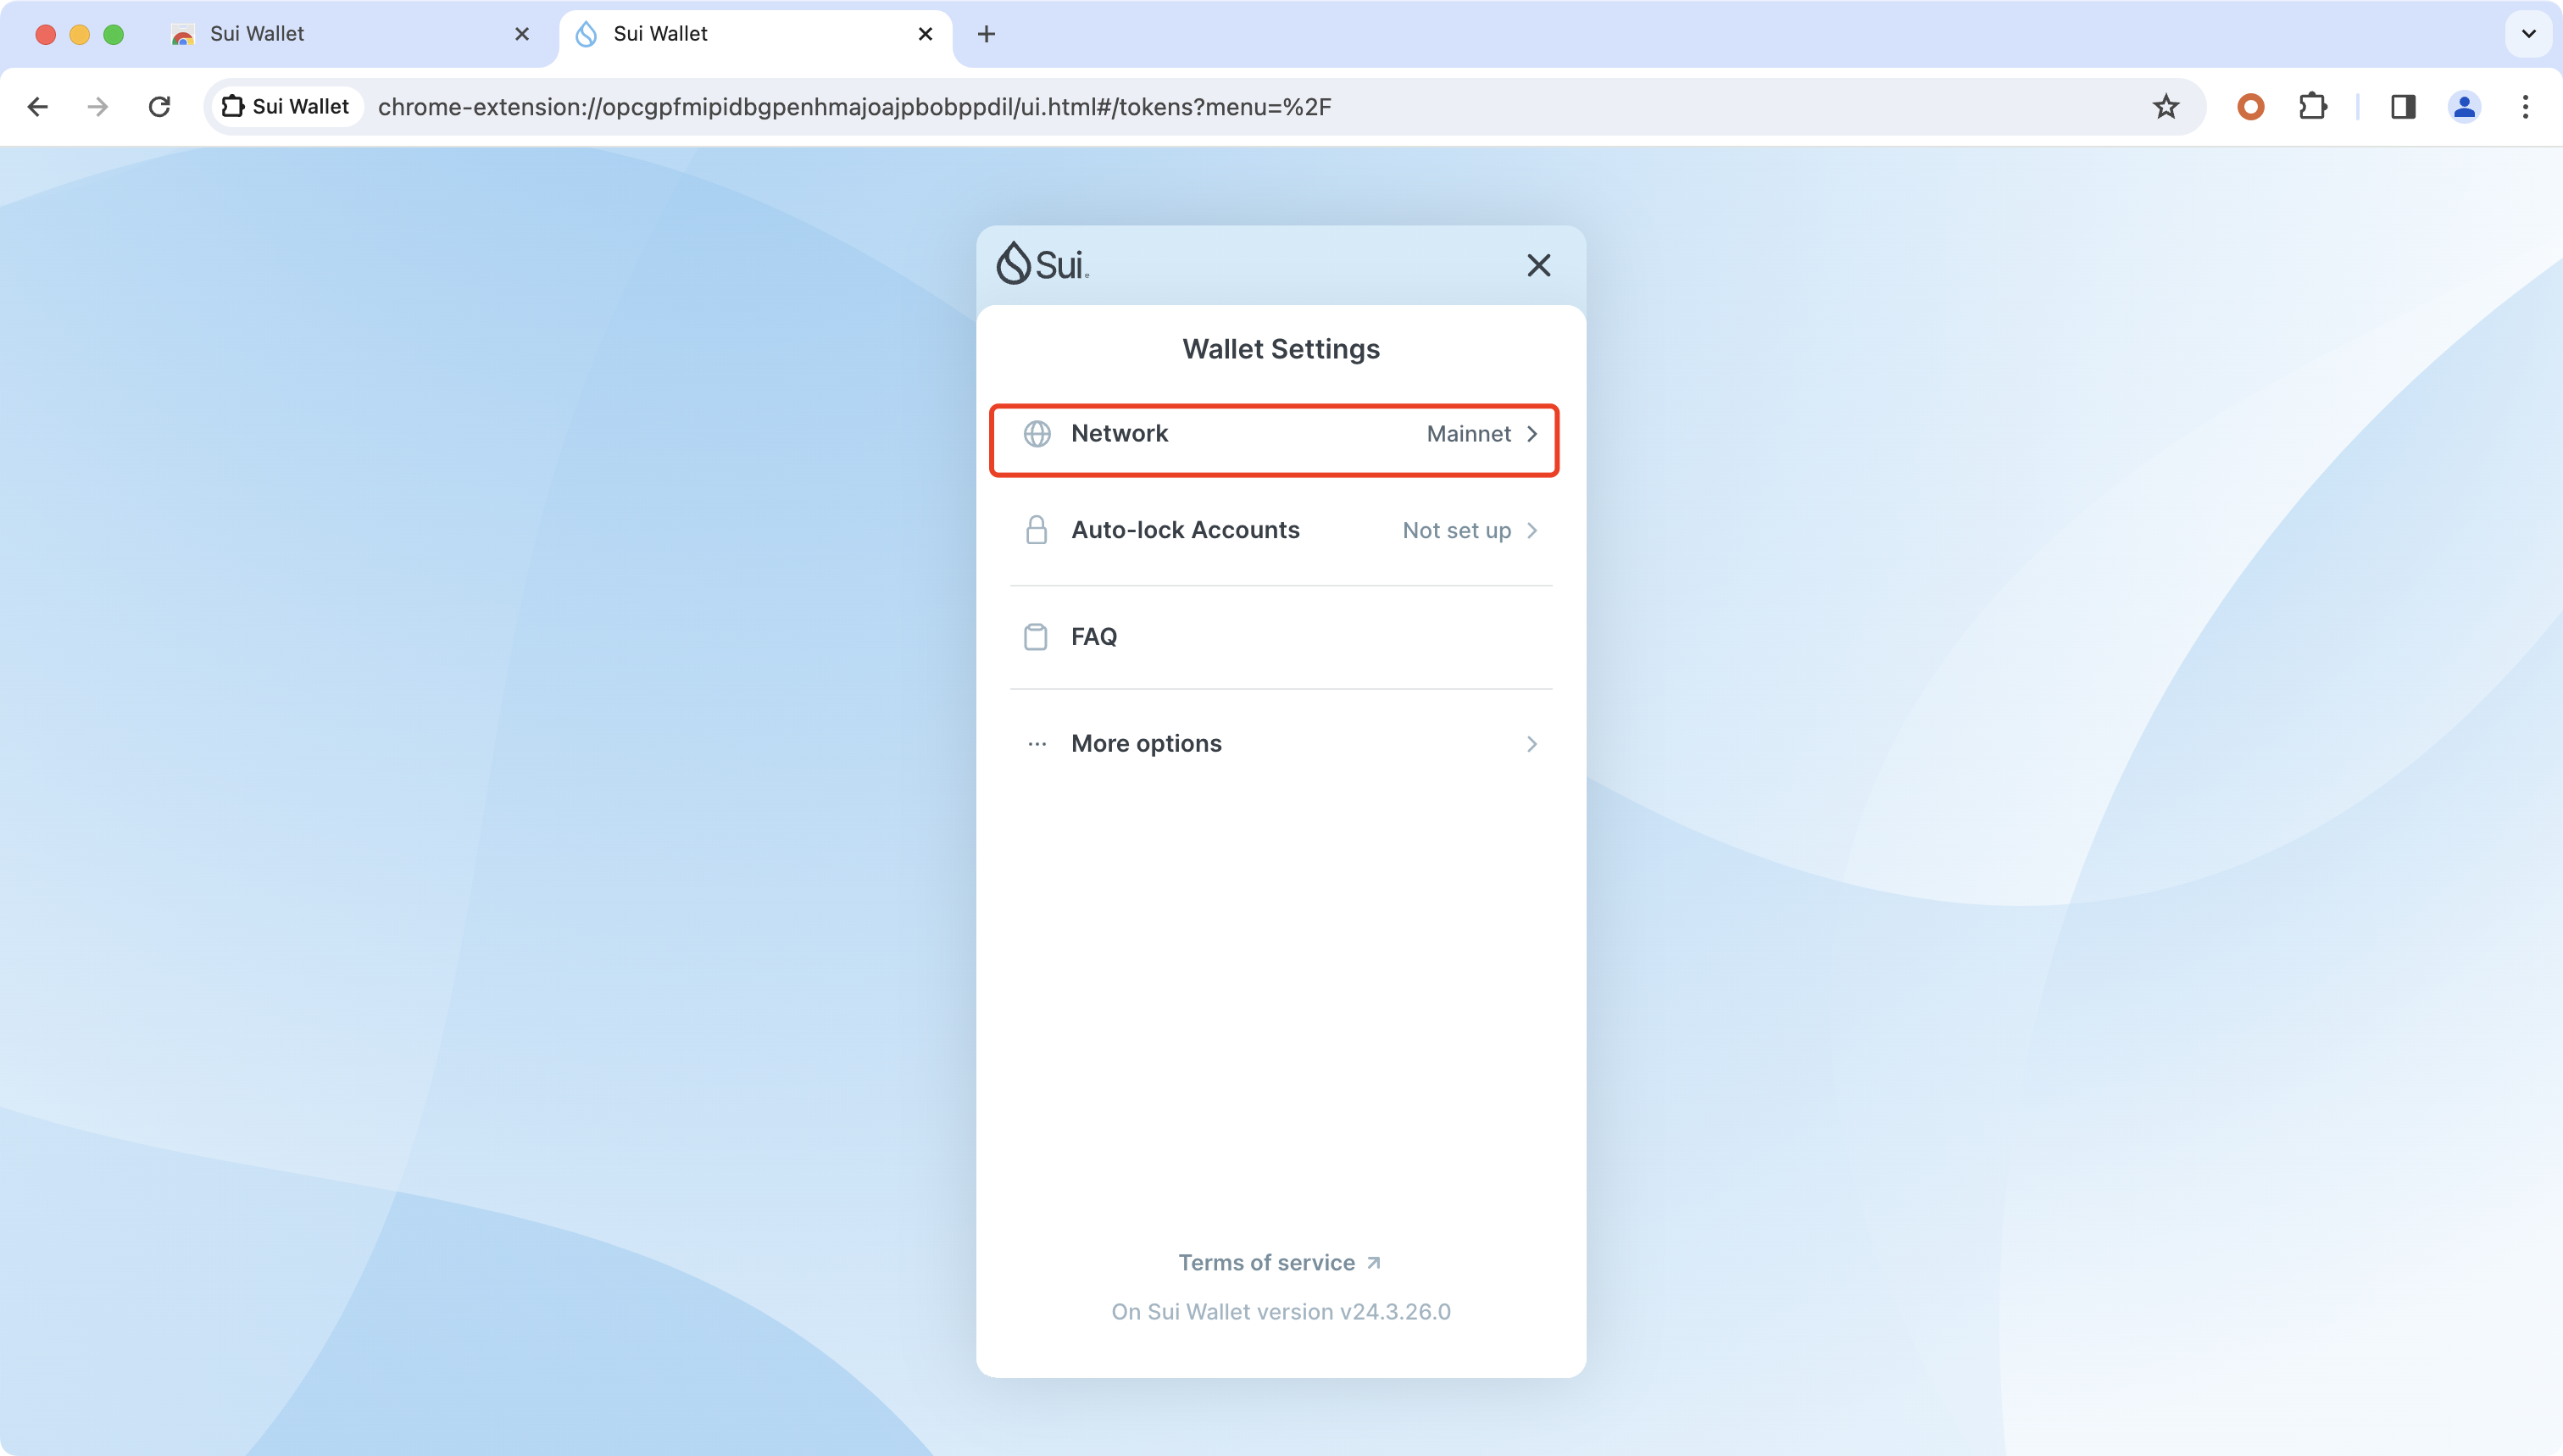 Sui Wallet
Sui Wallet
Sui Wallet
chrome-extension://opcgpfmipidbgpenhmajoajpbobppdil/ui.html#/tokens?menu=%2F
Sui
Wallet Settings
Network Mainnet
Auto-lock Accounts Not set up
FAQ
More options
Terms of service
On Sui Wallet version v24.3.26.0